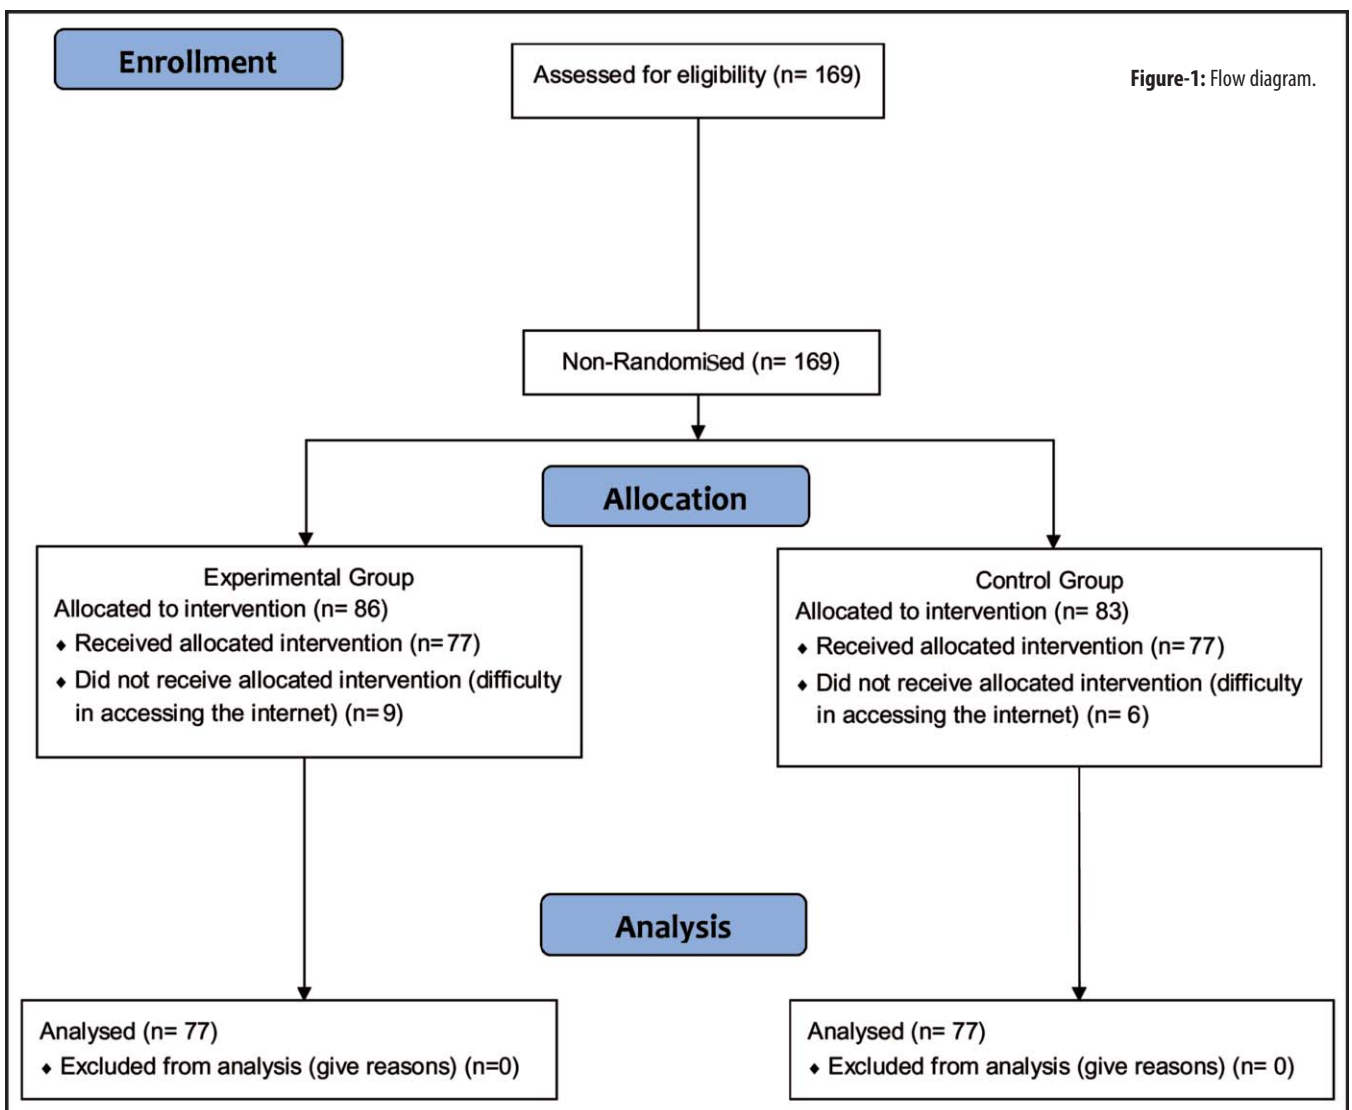 Enrollment
Assessed for eligibility (n= 169)
Figure-1: Flow diagram.
Non-Randomised (n= 169)
Allocation
Experimental Group
Allocated to intervention (n= 86)
♦ Received allocated intervention (n= 77)
♦ Did not receive allocated intervention (difficulty
in accessing the internet) (n= 9)
Control Group
Allocated to intervention (n= 83)
♦ Received allocated intervention (n= 77)
♦ Did not receive allocated intervention (difficulty
in accessing the internet) (n= 6)
Analysis
Analysed (n= 77)
♦ Excluded from analysis (give reasons) (n=0)
Analysed (n= 77)
♦ Excluded from analysis (give reasons) (n= 0)